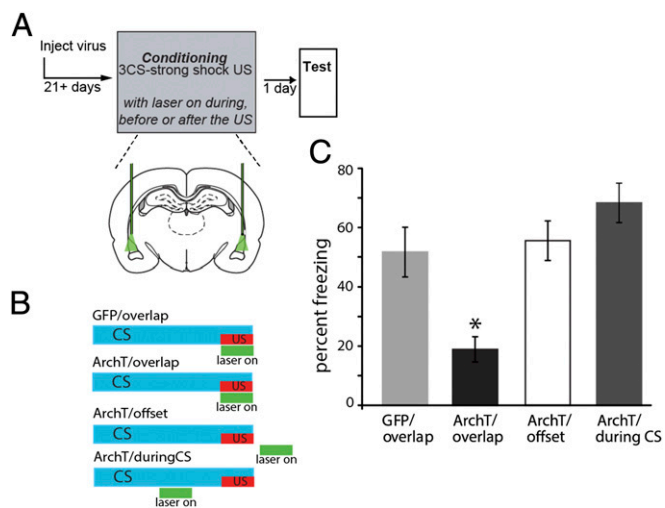 A
Inject virus
21+ days
Conditioning
3CS-strong shock US
with laser on during,
before or after the US
1 day
Test
B
GFP/overlap
CS
US
laser on
ArchT/overlap
CS
US
laser on
ArchT/offset
CS
US
laser on
ArchT/duringCS
CS
US
laser on
C
percent freezing
80
60
40
20
0
*
GFP/
overlap
ArchT/
overlap
ArchT/
offset
ArchT/
during CS